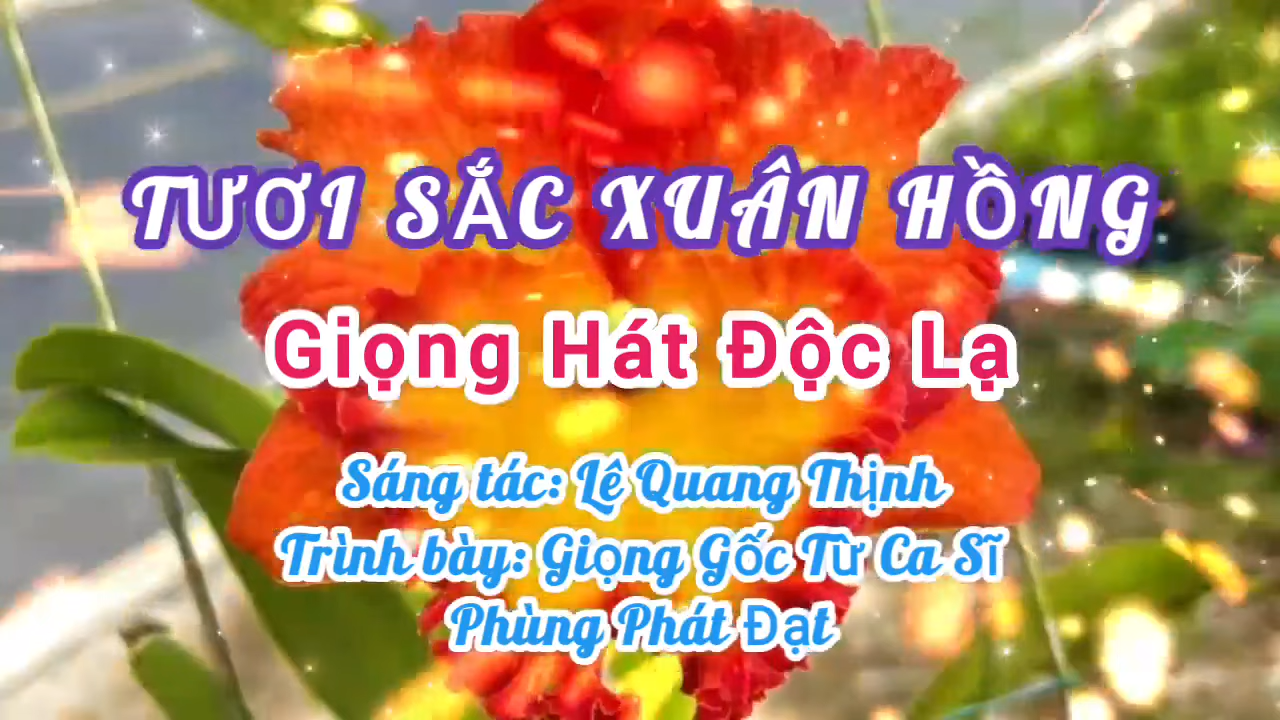 TƯƠI SẮC XUÂN HỒNG
Giọng Hát Độc Lạ
Sáng tác: Lê Quang Thịnh
Trình bày: Giọng Gốc Từ Ca Sĩ
Phùng Phát Đạt